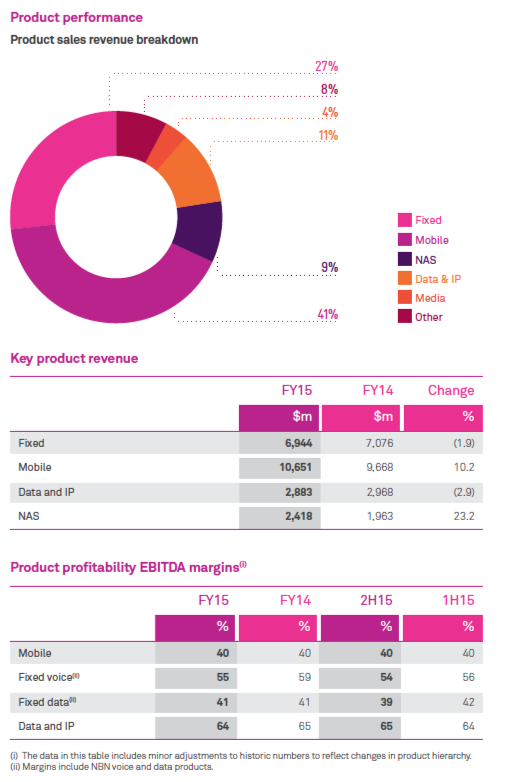 Product performance
Product sales revenue breakdown
27%
8%
4%
11%
9%
41%
Fixed
Mobile
NAS
Data & IP
Media
Other
Key product revenue
FY15 FY14 Change
$m $m %
Fixed 6,944 7,076 (1.9)
Mobile 10,651 9,668 10.2
Data and IP 2,883 2,968 (2.9)
NAS 2,418 1,963 23.2
Product profitability EBITDA margins(i)
FY15 FY14 2H15 1H15
% % % %
Mobile 40 40 40 40
Fixed voice(ii) 55 59 54 56
Fixed data(ii) 41 41 39 42
Data and IP 64 65 65 64
(i) The data in this table includes minor adjustments to historic numbers to reflect changes in product hierarchy.
(ii) Margins include NBN voice and data products.